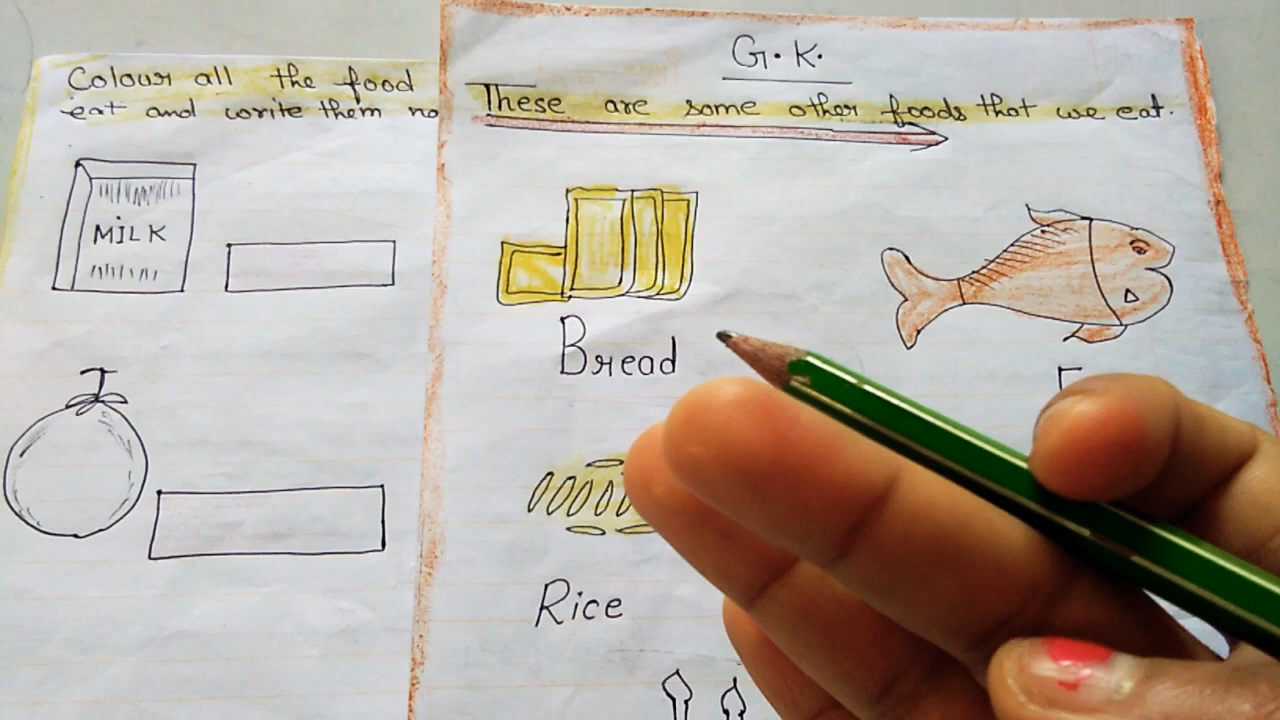 Colour all the food
eat and write them no
MILK
G.K.
These are some other foods that we eat.
Bread
F
Rice